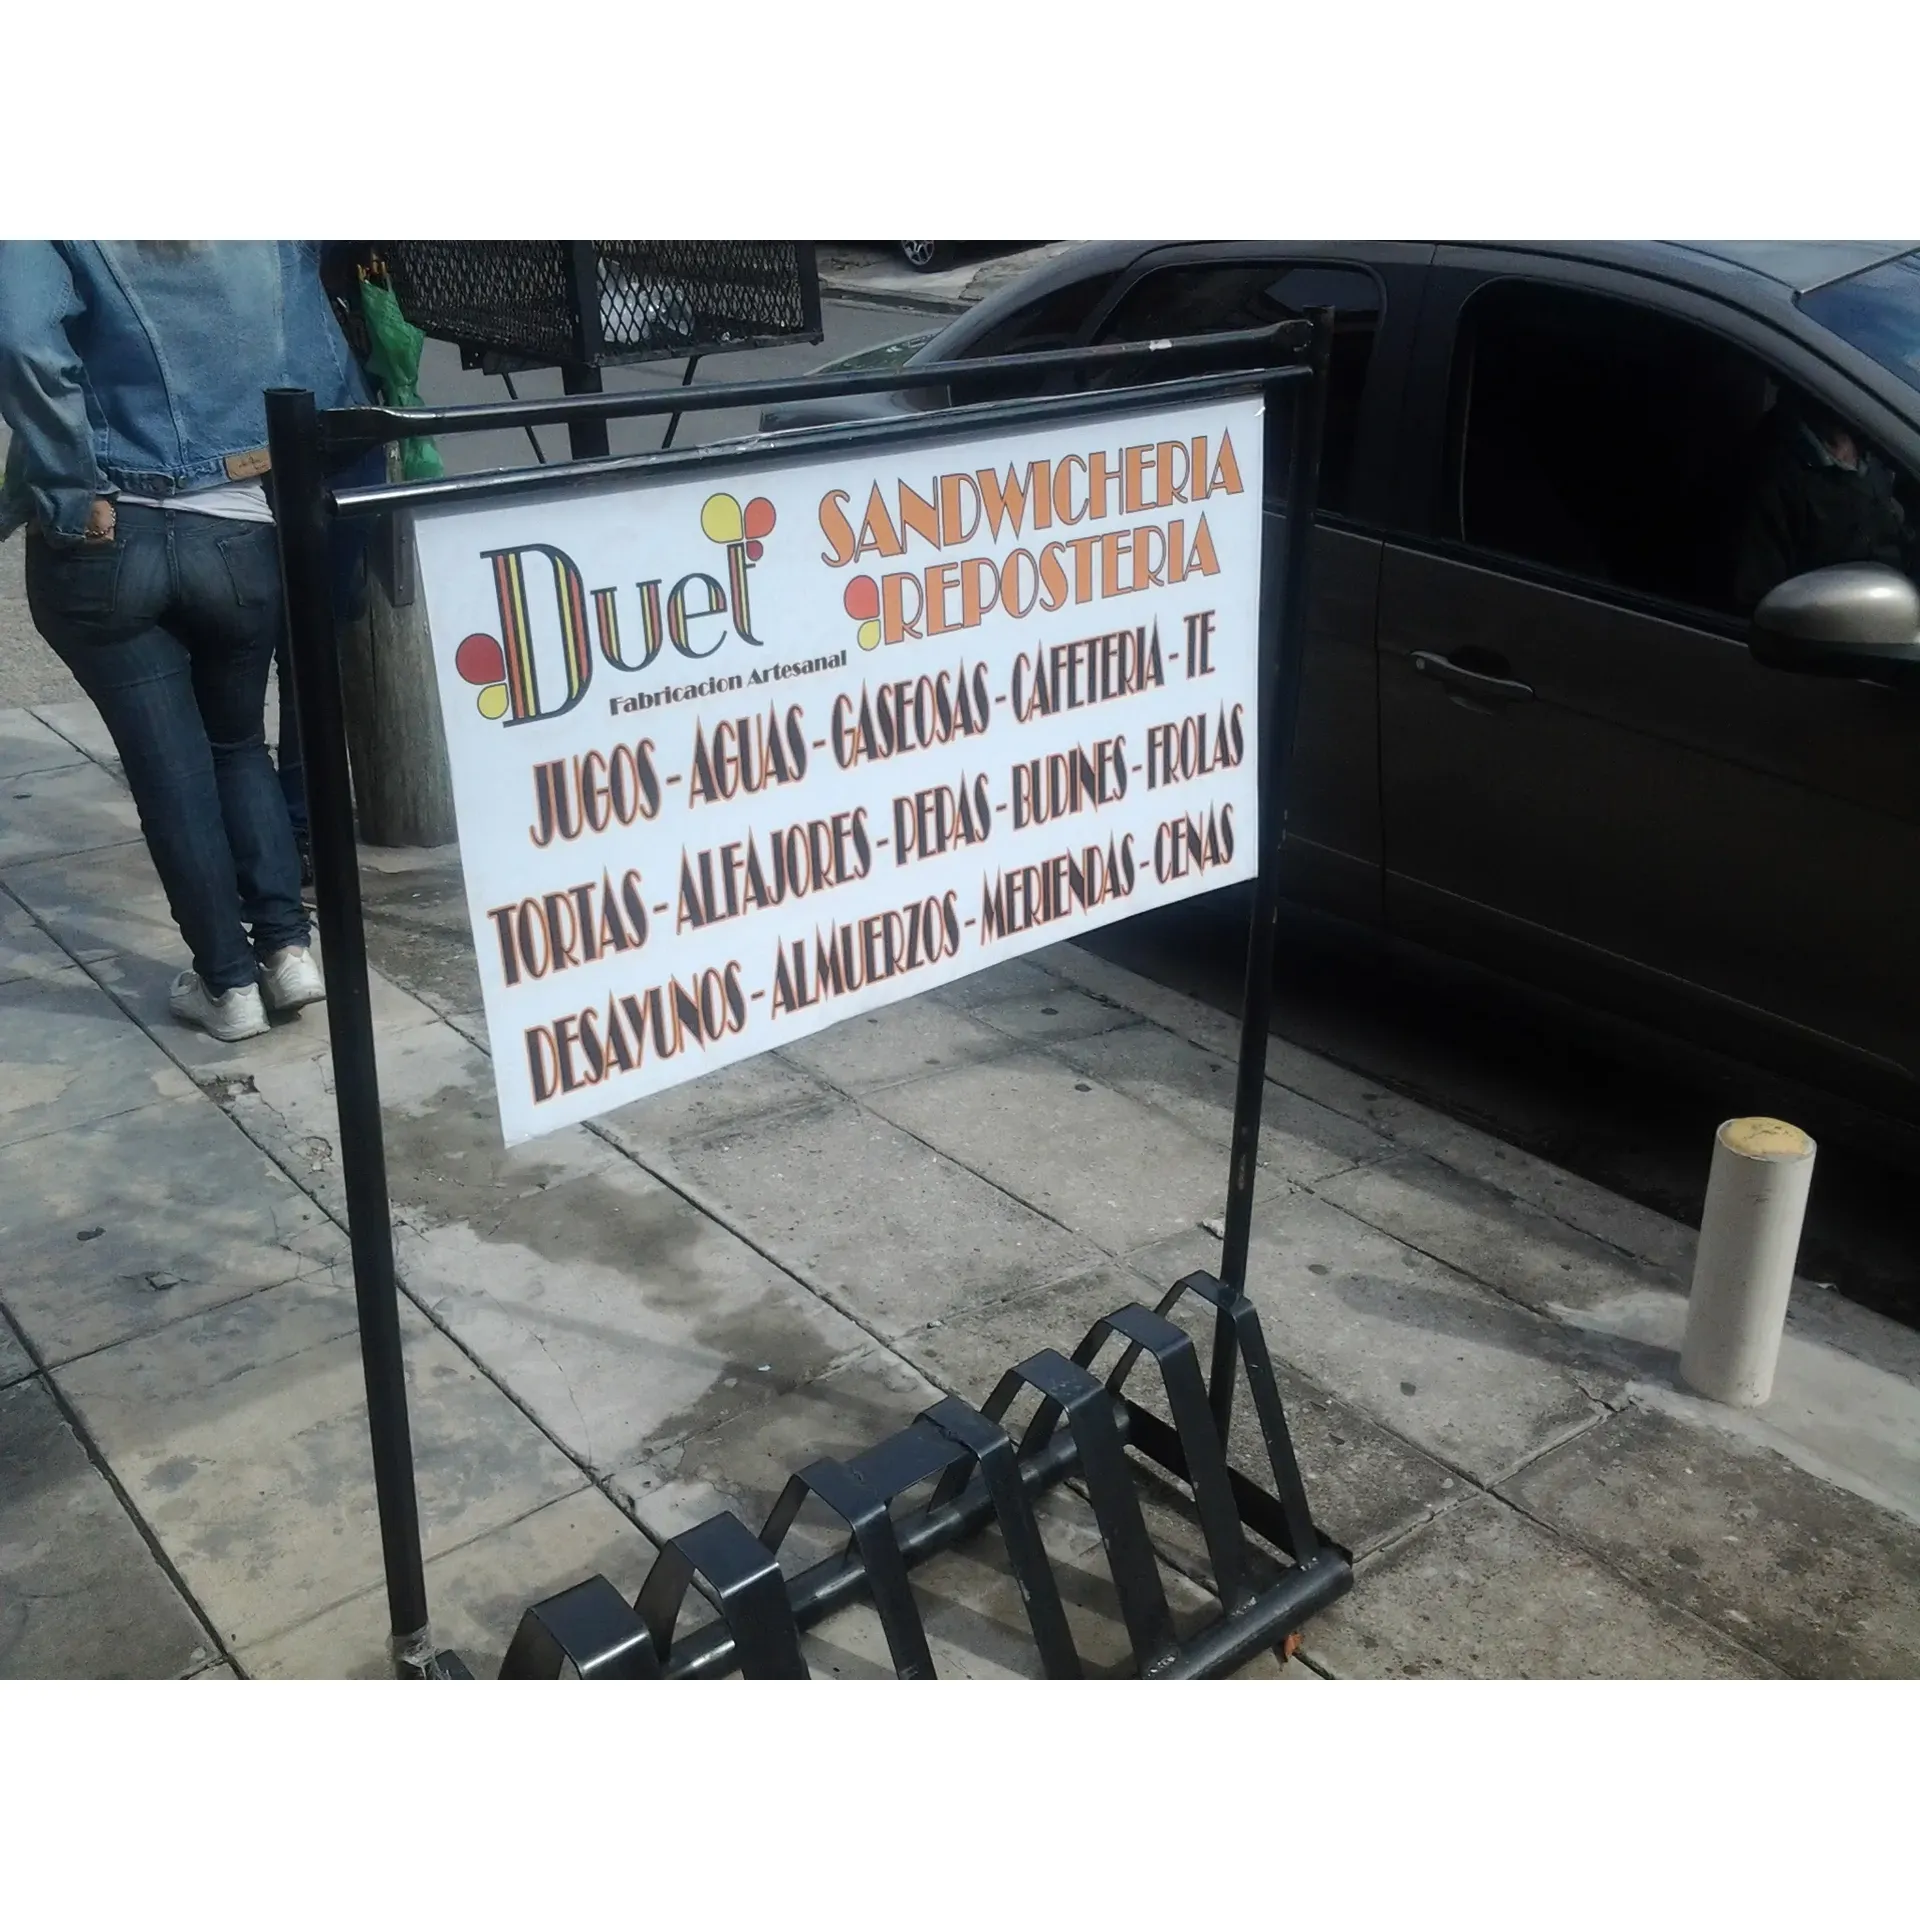 Duet
Fabricacion Artesanal
SANDWICHERIA
REPOSTERIA
JUGOS - AGUAS - GASEOSAS - CAFETERIA - TE
TORTAS - ALFAJORES - PEPAS - BUDINES - FROLAS
DESAYUNOS - ALMUERZOS - MERIENDAS - CENAS